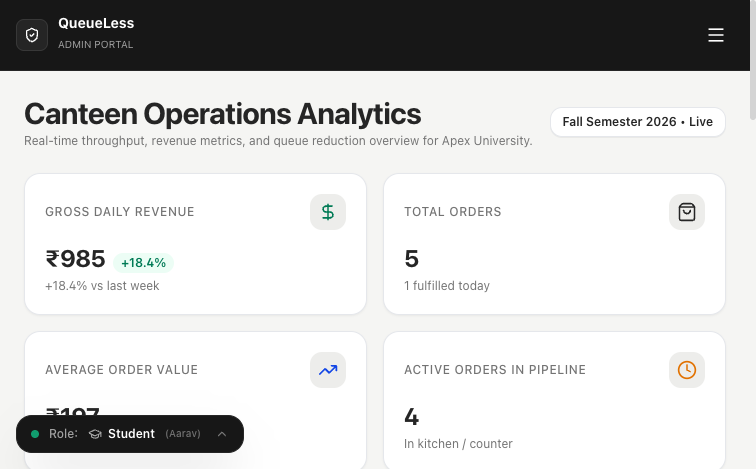 QueueLess
ADMIN PORTAL
Canteen Operations Analytics
Real-time throughput, revenue metrics, and queue reduction overview for Apex University.
Fall Semester 2026 • Live
GROSS DAILY REVENUE
₹985 +18.4%
+18.4% vs last week
TOTAL ORDERS
5
1 fulfilled today
AVERAGE ORDER VALUE
₹197
ACTIVE ORDERS IN PIPELINE
4
In kitchen / counter
Role: Student (Aarav)